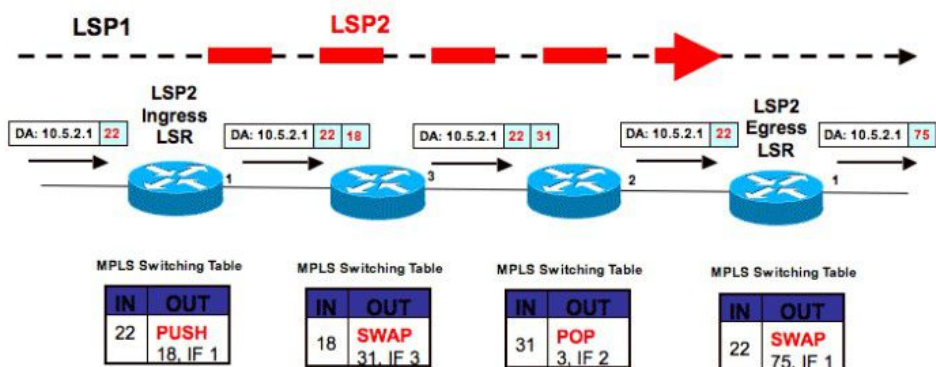 LSP1 LSP2
LSP2
Ingress
LSR
LSP2
Egress
LSR
DA: 10.5.2.1 22
DA: 10.5.2.1 22 18
DA: 10.5.2.1 22 31
DA: 10.5.2.1 22
DA: 10.5.2.1 75
1 3 2 1
MPLS Switching Table
IN OUT
22 PUSH
18, IF 1
MPLS Switching Table
IN OUT
18 SWAP
31, IF 3
MPLS Switching Table
IN OUT
31 POP
3, IF 2
MPLS Switching Table
IN OUT
22 SWAP
75, IF 1